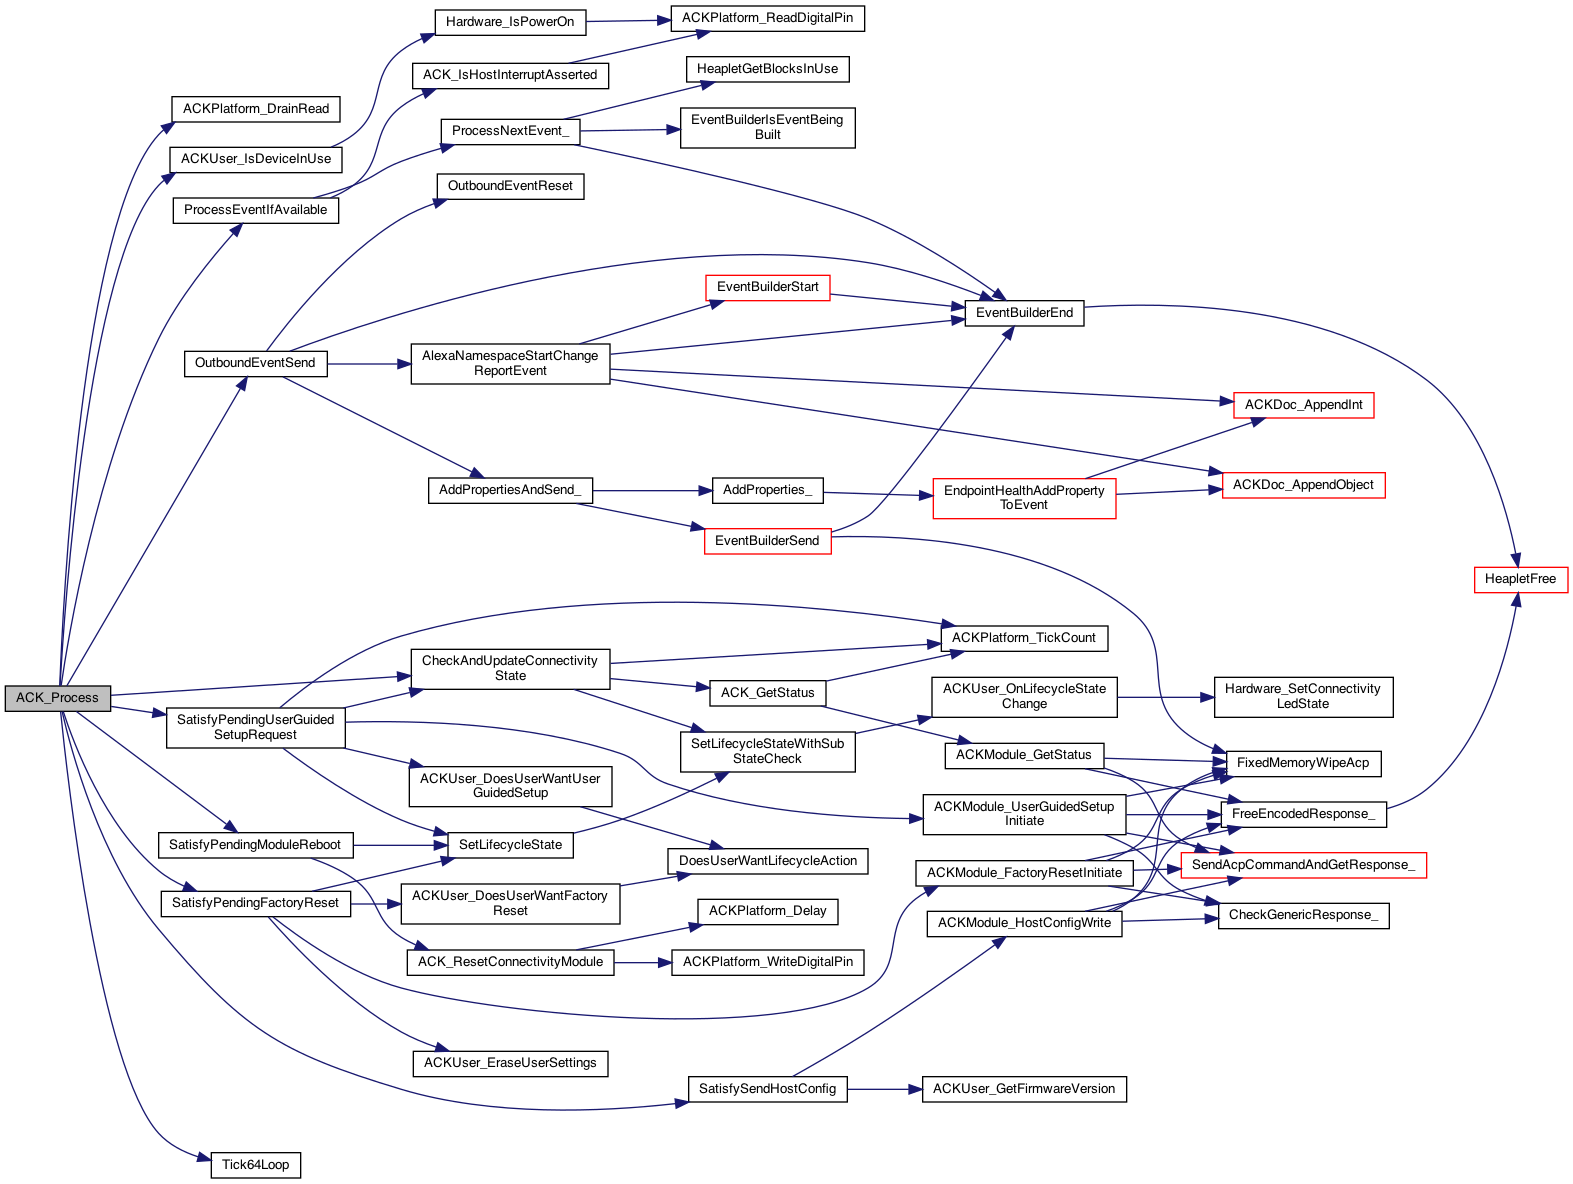 Hardware_IsPowerOn
ACKPlatform_ReadDigitalPin
ACK_IsHostInterruptAsserted
HeapletGetBlocksInUse
ACKPlatform_DrainRead
ProcessNextEvent_
EventBuilderIsEventBeing
Built
ACKUser_IsDeviceInUse
OutboundEventReset
ProcessEventIfAvailable
EventBuilderStart
EventBuilderEnd
OutboundEventSend
AlexaNamespaceStartChange
ReportEvent
ACKDoc_AppendInt
AddPropertiesAndSend_
AddProperties_
EndpointHealthAddProperty
ToEvent
ACKDoc_AppendObject
EventBuilderSend
HeapletFree
ACKPlatform_TickCount
CheckAndUpdateConnectivity
State
ACK_GetStatus
ACKUser_OnLifecycleState
Change
Hardware_SetConnectivity
LedState
ACK_Process
SatisfyPendingUserGuided
SetupRequest
SetLifecycleStateWithSub
StateCheck
ACKModule_GetStatus
FixedMemoryWipeAcp
ACKUser_DoesUserWantUser
GuidedSetup
ACKModule_UserGuidedSetup
Initiate
FreeEncodedResponse_
SatisfyPendingModuleReboot
SetLifecycleState
DoesUserWantLifecycleAction
ACKModule_FactoryResetInitiate
SendAcpCommandAndGetResponse_
SatisfyPendingFactoryReset
ACKUser_DoesUserWantFactory
Reset
ACKPlatform_Delay
ACKModule_HostConfigWrite
CheckGenericResponse_
ACK_ResetConnectivityModule
ACKPlatform_WriteDigitalPin
ACKUser_EraseUserSettings
SatisfySendHostConfig
ACKUser_GetFirmwareVersion
Tick64Loop